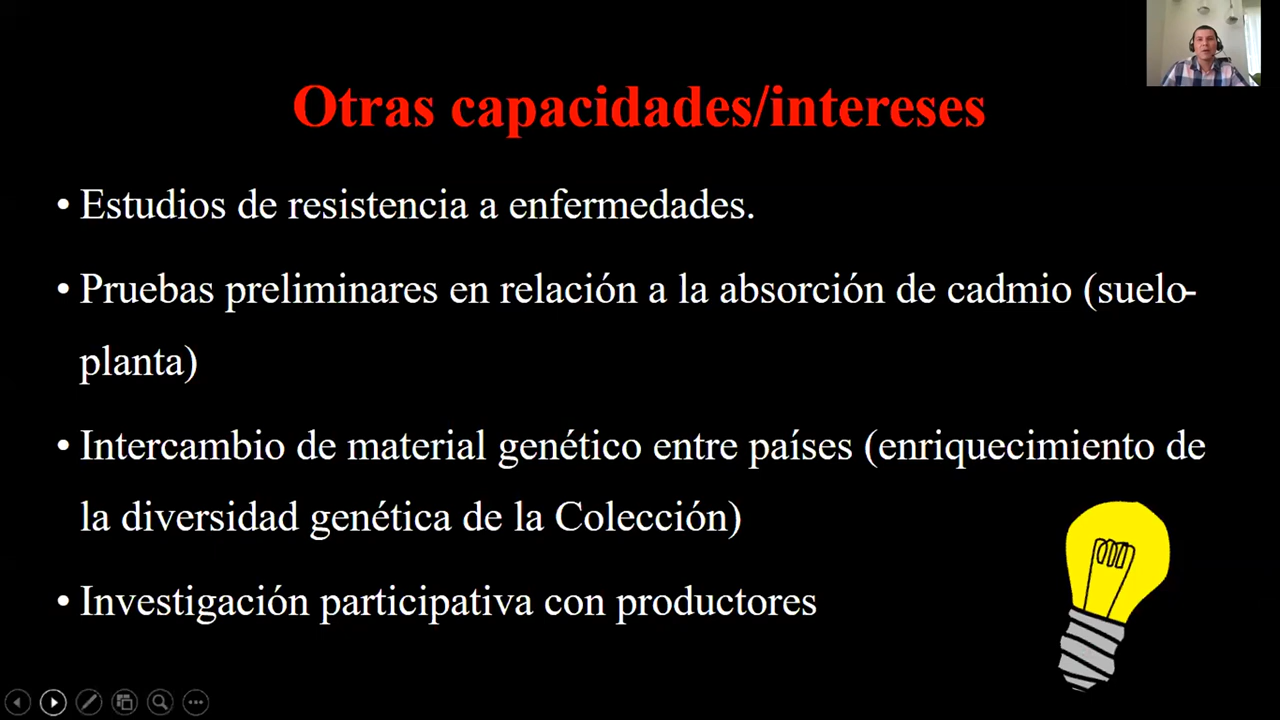 Otras capacidades/intereses
• Estudios de resistencia a enfermedades.
• Pruebas preliminares en relación a la absorción de cadmio (suelo-
planta)
• Intercambio de material genético entre países (enriquecimiento de
la diversidad genética de la Colección)
• Investigación participativa con productores